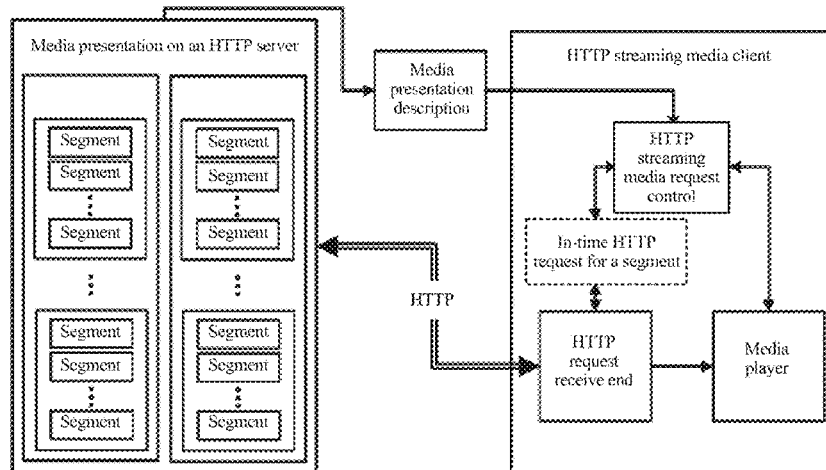 Media presentation on an HTTP server
Segment
Segment
Segment
Segment
Segment
Segment
Segment
Segment
Segment
Segment
Segment
Segment
Media
presentation
description
HTTP
HTTP streaming media client
HTTP
streaming
media request
control
In-time HTTP
request for a segment
HTTP
request
receive end
Media
player